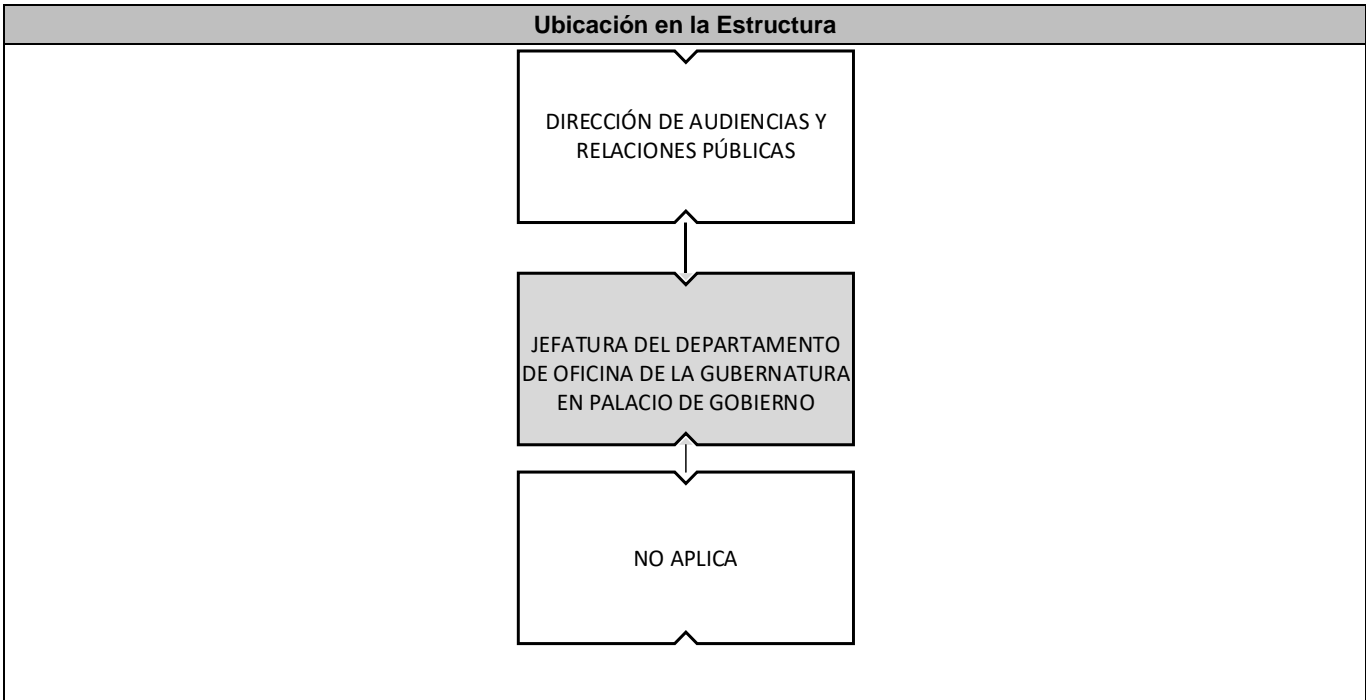 Ubicación en la Estructura
DIRECCIÓN DE AUDIENCIAS Y
RELACIONES PÚBLICAS
JEFATURA DEL DEPARTAMENTO
DE OFICINA DE LA GUBERNATURA
EN PALACIO DE GOBIERNO
NO APLICA